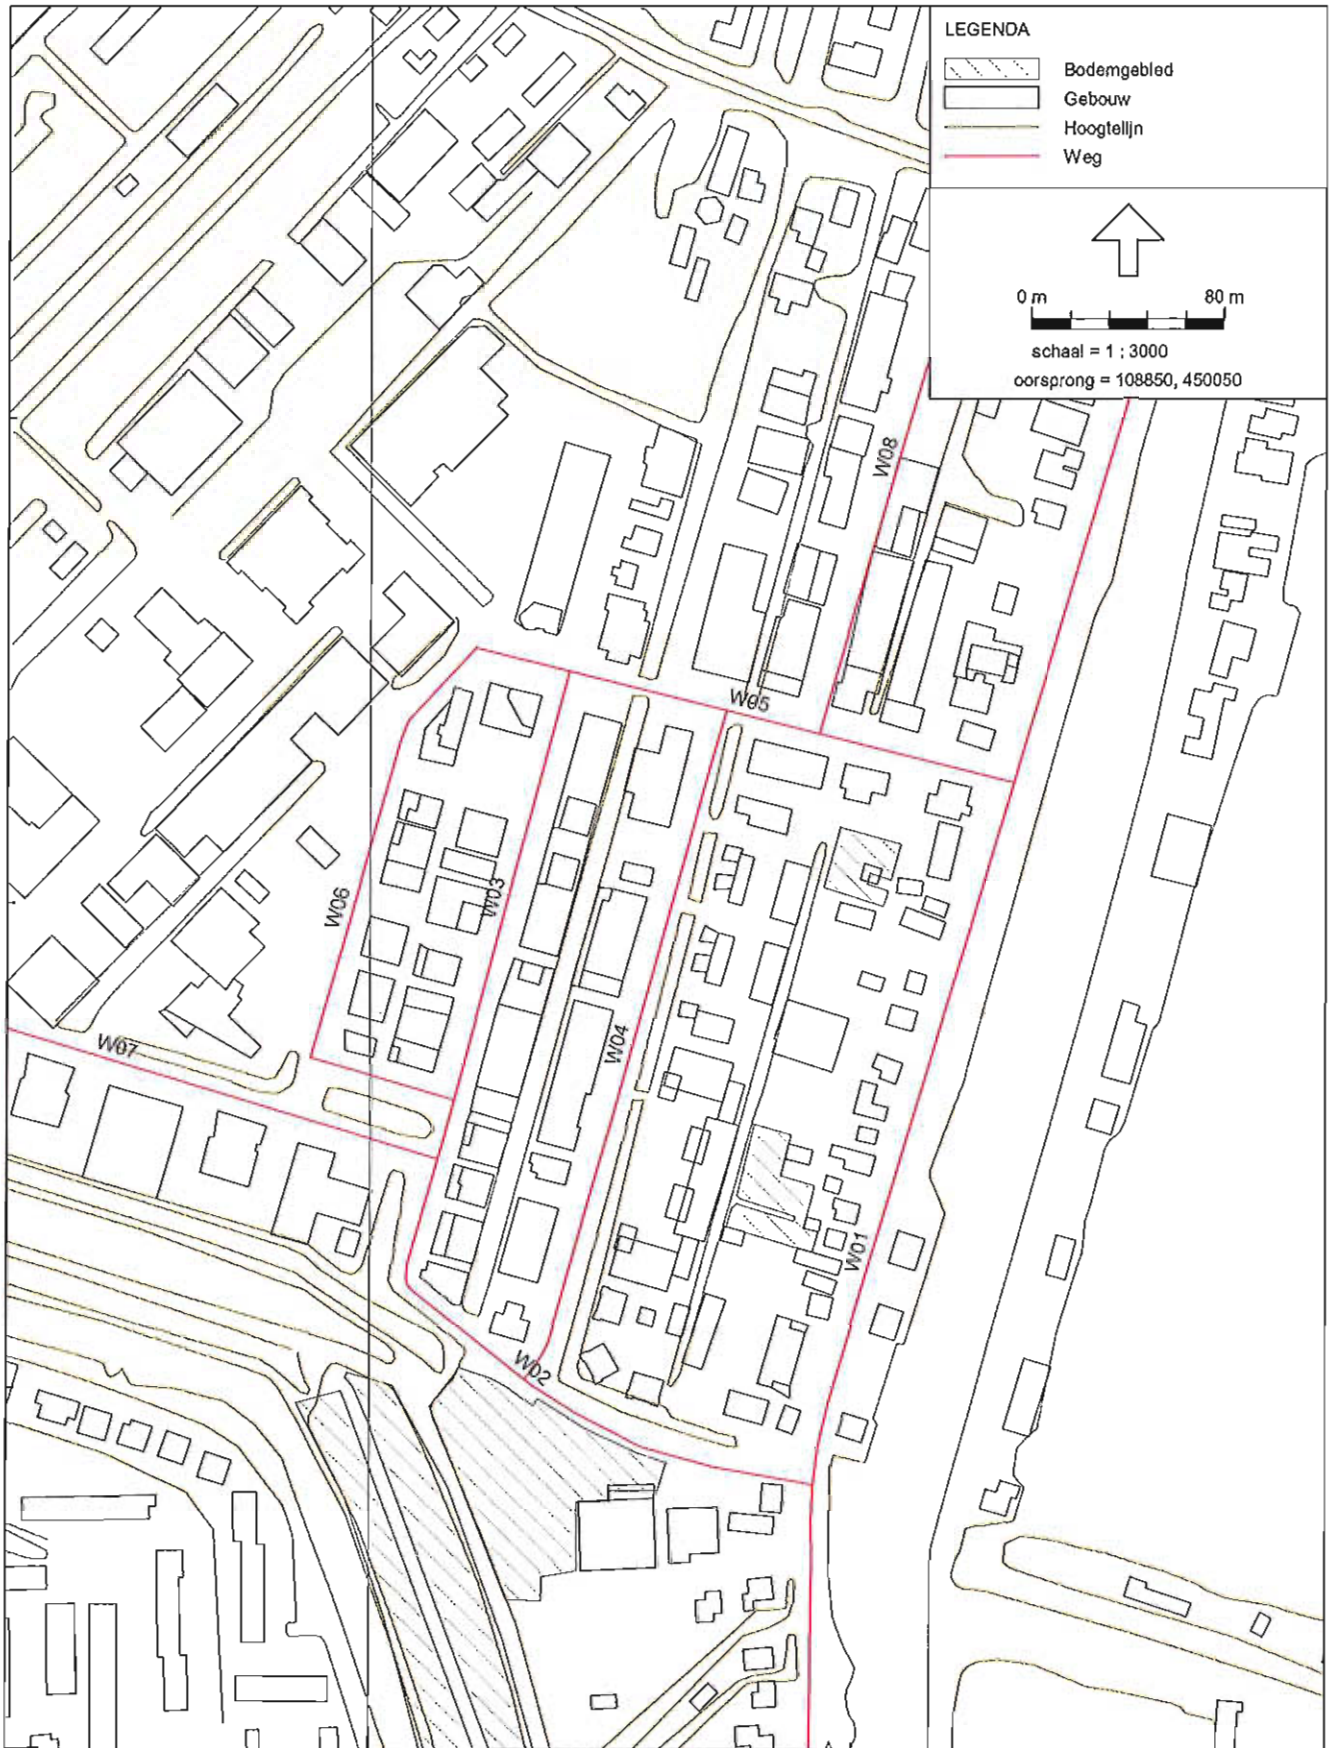 LEGENDA
Bodemgebied
Gebouw
Hoogtelijn
Weg
0 m 80 m
schaal = 1 : 3000
oorsprong = 108850, 450050
W08
W05
W03
W06
W04
W07
W01
W02